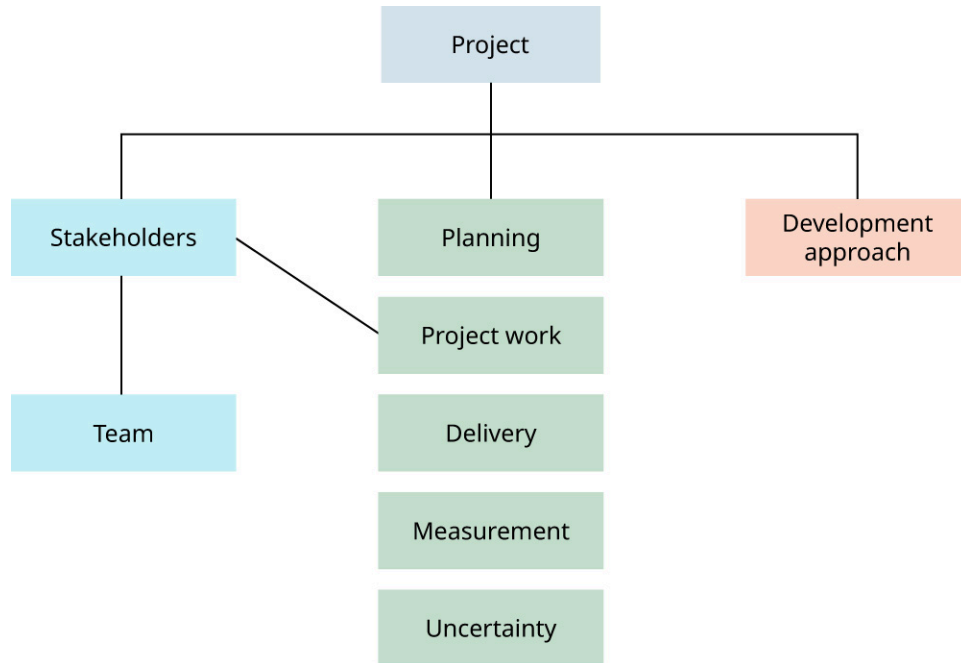 Project
Stakeholders
Planning
Development
approach
Project work
Team
Delivery
Measurement
Uncertainty